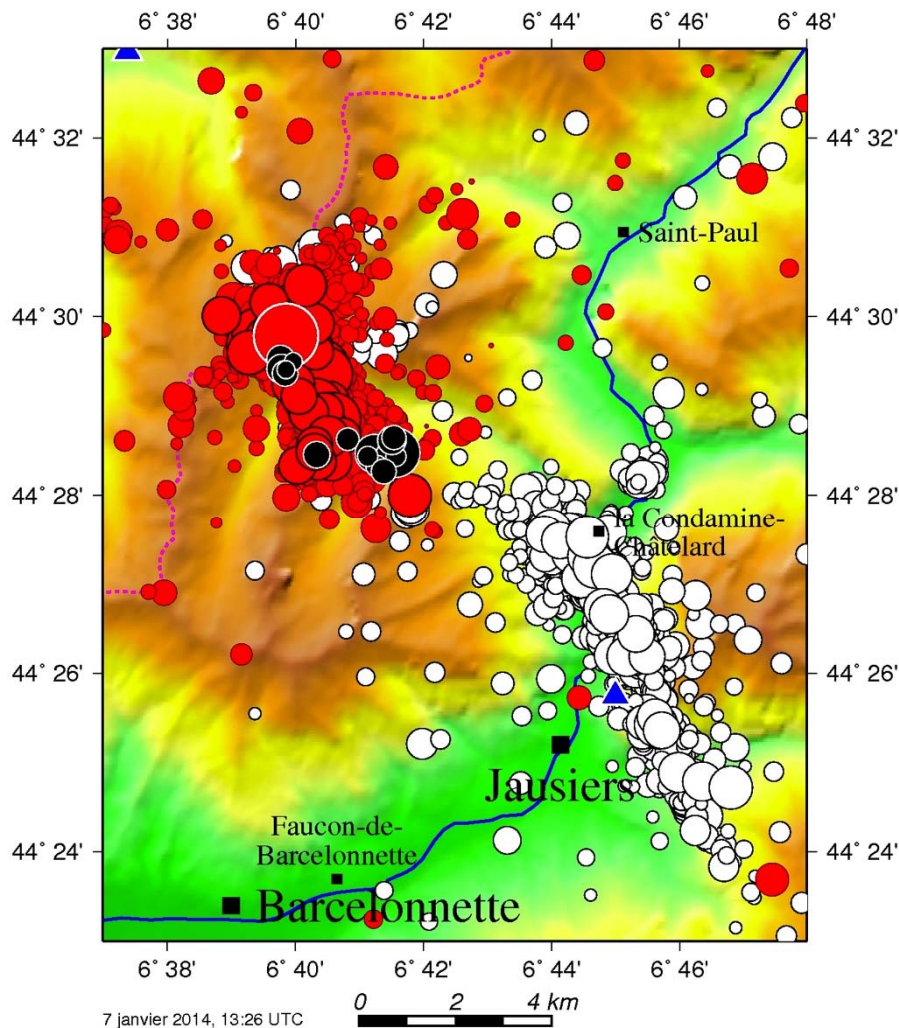 6˚ 38' 6˚ 40' 6˚ 42' 6˚ 44' 6˚ 46' 6˚ 48'
44˚ 32' 44˚ 32'
Saint-Paul
44˚ 30' 44˚ 30'
44˚ 28' 44˚ 28'
la Condamine-
Châtelard
44˚ 26' 44˚ 26'
Jausiers
Faucon-de-
Barcelonnette
44˚ 24' 44˚ 24'
Barcelonnette
6˚ 38' 6˚ 40' 6˚ 42' 6˚ 44' 6˚ 46' 6˚ 48'
0 2 4 km
7 janvier 2014, 13:26 UTC